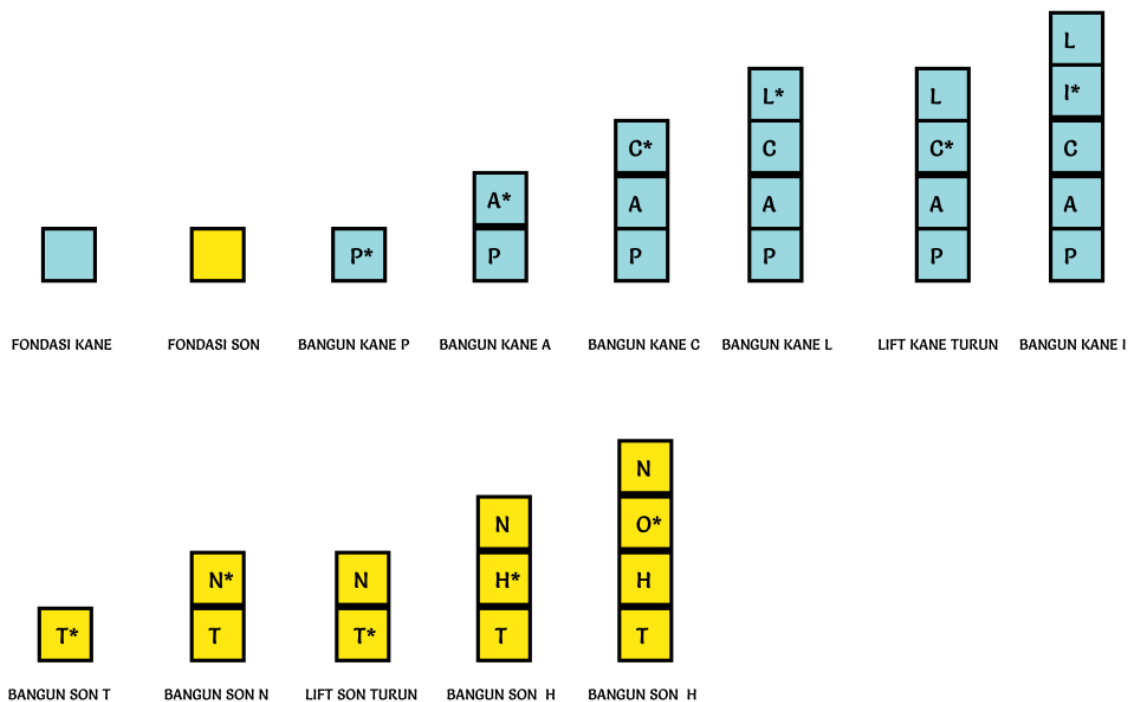 L
L*
L
I*
C*
C
C*
C
A*
A
A
A
A
P*
P
P
P
P
P
FONDASI KANE
FONDASI SON
BANGUN KANE P
BANGUN KANE A
BANGUN KANE C
BANGUN KANE L
LIFT KANE TURUN
BANGUN KANE I
N
N
O*
N*
N
H*
H
T*
T
T*
T
T
BANGUN SON T
BANGUN SON N
LIFT SON TURUN
BANGUN SON H
BANGUN SON H